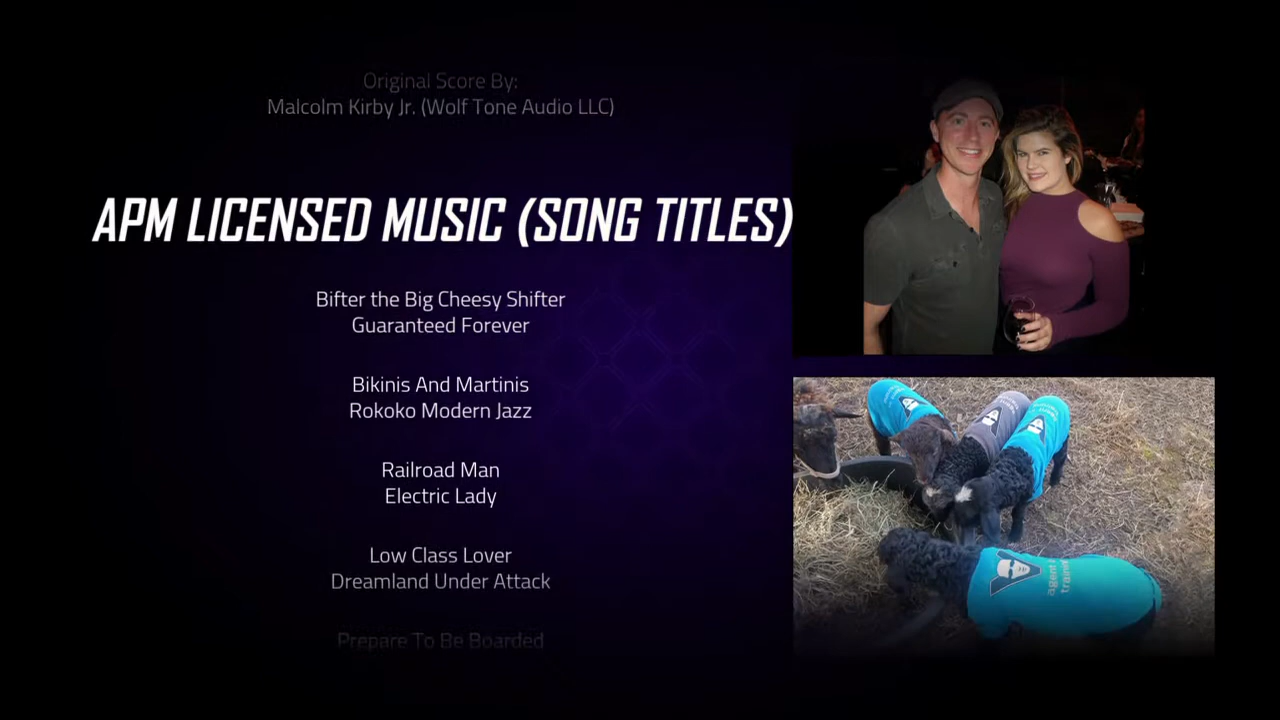 Original Score By:
Malcolm Kirby Jr. (Wolf Tone Audio LLC)
APM LICENSED MUSIC (SONG TITLES)
Bifter the Big Cheesy Shifter
Guaranteed Forever
Bikinis And Martinis
Rokoko Modern Jazz
Railroad Man
Electric Lady
Low Class Lover
Dreamland Under Attack
Prepare To Be Boarded
agent